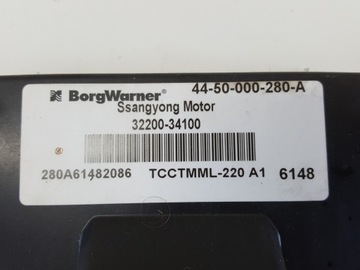 BorgWarner 44-50-000-280-A
Ssangyong Motor
32200-34100
280A61482086 TCCTMML-220 A1 6148